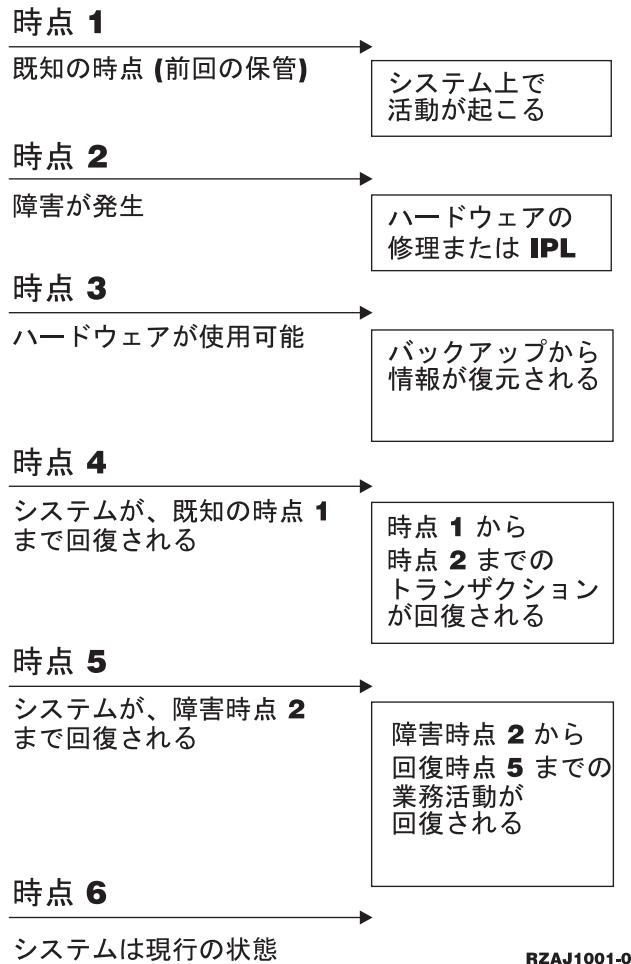 時点 1
既知の時点 (前回の保管)
システム上で
活動が起こる
時点 2
障害が発生
ハードウェアの
修理または IPL
時点 3
ハードウェアが使用可能
バックアップから
情報が復元される
時点 4
システムが、既知の時点 1
まで回復される
時点 1 から
時点 2 までの
トランザクション
が回復される
時点 5
システムが、障害時点 2
まで回復される
障害時点 2 から
回復時点 5 までの
業務活動が
回復される
時点 6
システムは現行の状態
RZAJ1001-0